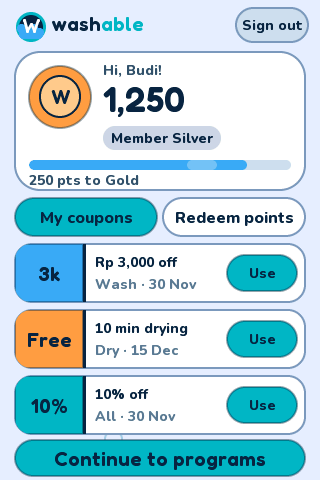 W washable
Sign out
Hi, Budi!
W
1,250
Member Silver
250 pts to Gold
My coupons
Redeem points
3k
Rp 3,000 off
Wash · 30 Nov
Use
Free
10 min drying
Dry · 15 Dec
Use
10%
10% off
All · 30 Nov
Use
Continue to programs